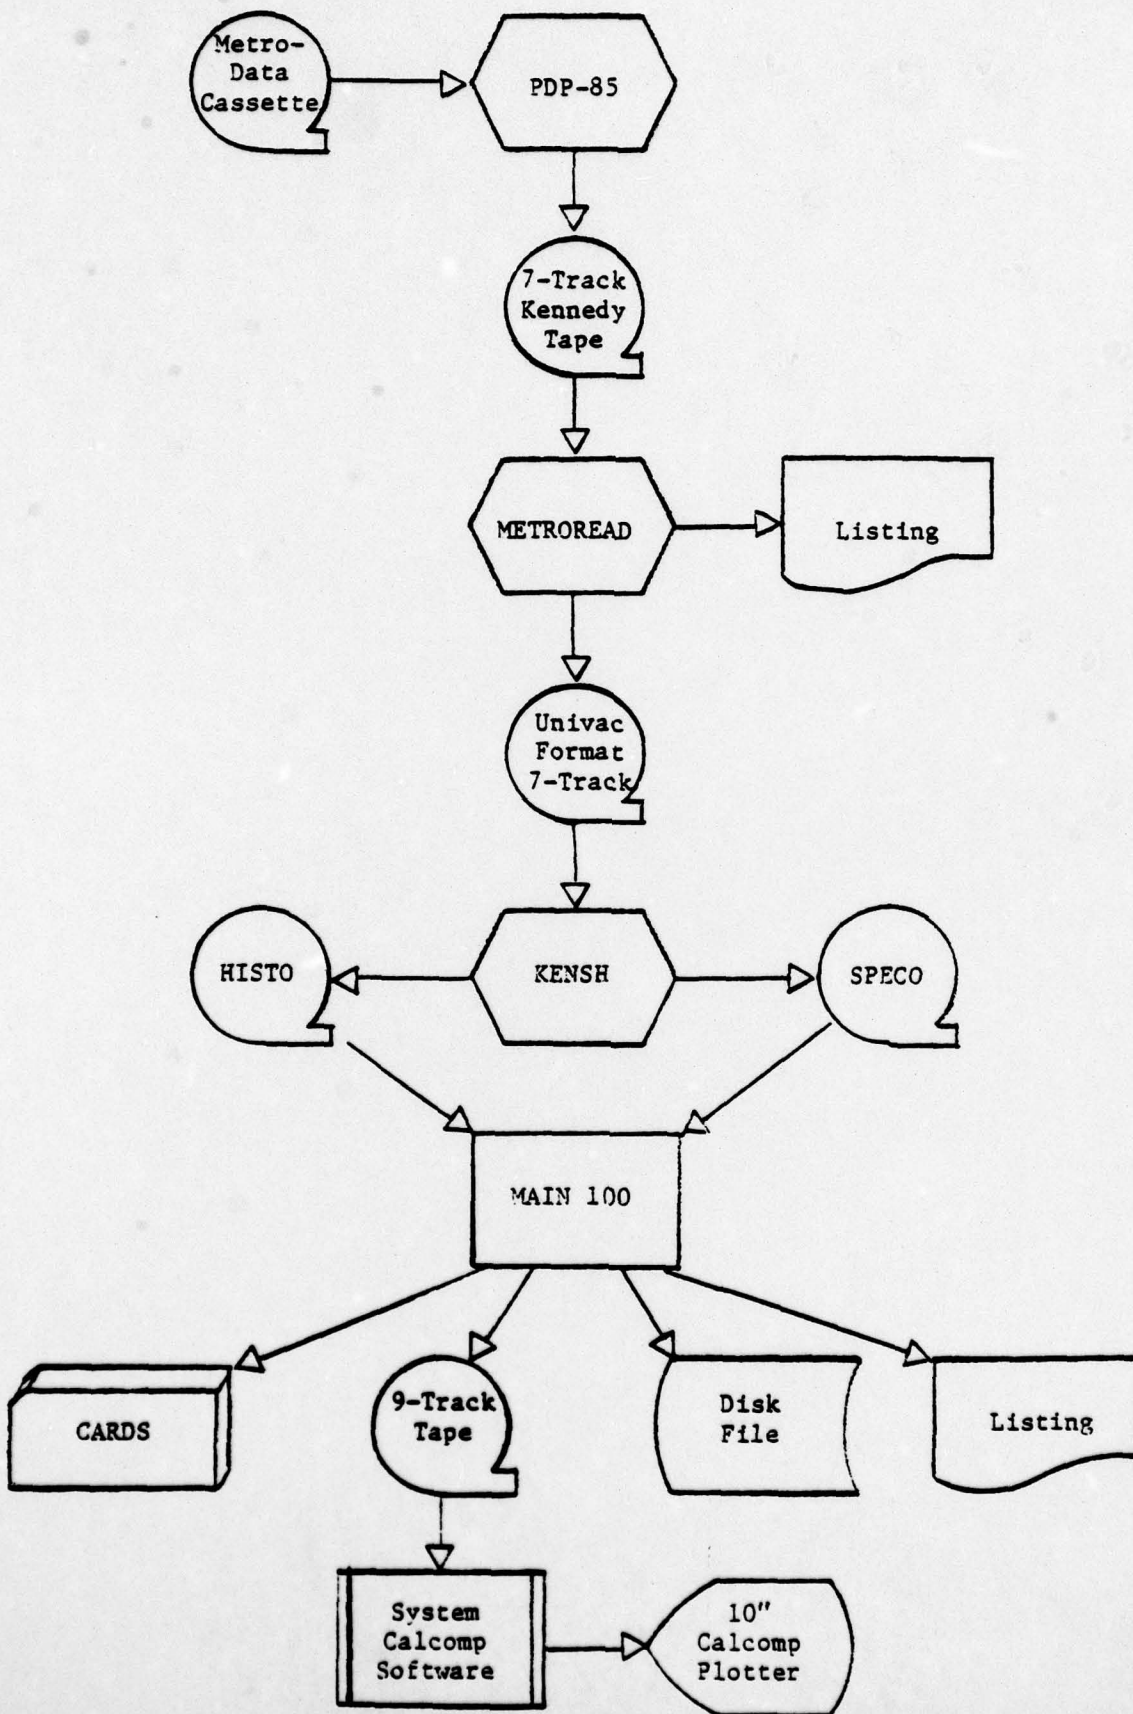 Metro-
Data
Cassette
PDP-85
7-Track
Kennedy
Tape
METROREAD
Listing
Univac
Format
7-Track
HISTO
KENSH
SPECO
MAIN 100
CARDS
9-Track
Tape
Disk
File
Listing
System
Calcomp
Software
10"
Calcomp
Plotter